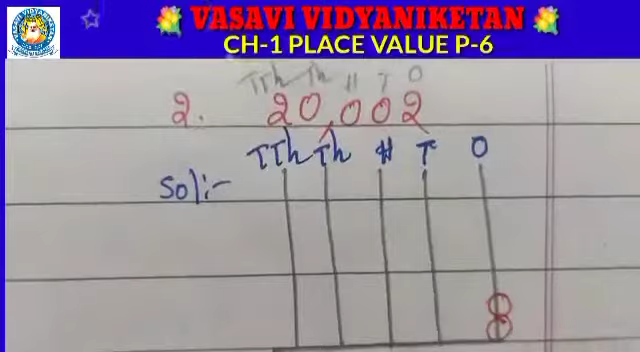 VASAVI VIDYANIKETAN
CH-1 PLACE VALUE P-6
TTh Th H T O
2. 20,002
TTh Th H T O
Sol:-